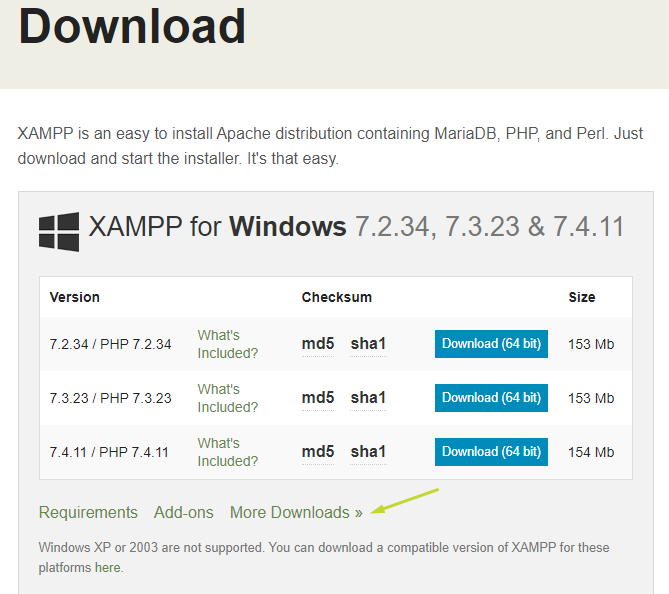 Download
XAMPP is an easy to install Apache distribution containing MariaDB, PHP, and Perl. Just
download and start the installer. It's that easy.
XAMPP for Windows 7.2.34, 7.3.23 & 7.4.11
Version Checksum Size
7.2.34 / PHP 7.2.34 What's Included? md5 sha1 Download (64 bit) 153 Mb
7.3.23 / PHP 7.3.23 What's Included? md5 sha1 Download (64 bit) 153 Mb
7.4.11 / PHP 7.4.11 What's Included? md5 sha1 Download (64 bit) 154 Mb
Requirements Add-ons More Downloads »
Windows XP or 2003 are not supported. You can download a compatible version of XAMPP for these
platforms here.